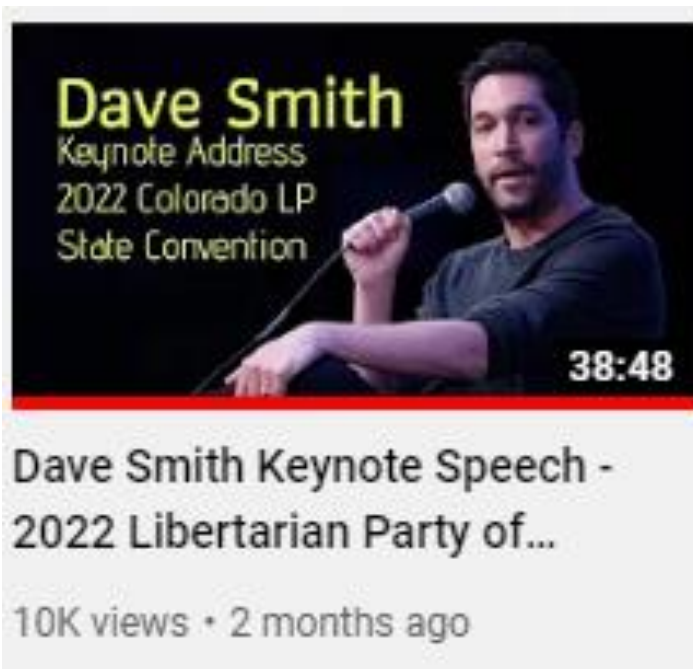 Dave Smith
Keynote Address
2022 Colorado LP
State Convention
38:48
Dave Smith Keynote Speech -
2022 Libertarian Party of...
10K views • 2 months ago